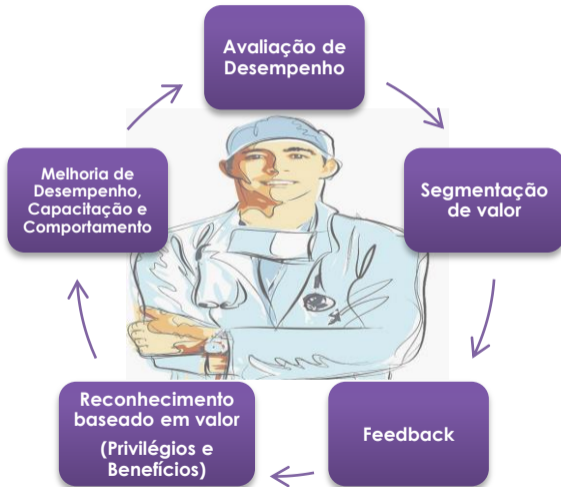 Avaliação de
Desempenho
Segmentação
de valor
Feedback
Reconhecimento
baseado em valor
(Privilégios e
Benefícios)
Melhoria de
Desempenho,
Capacitação e
Comportamento